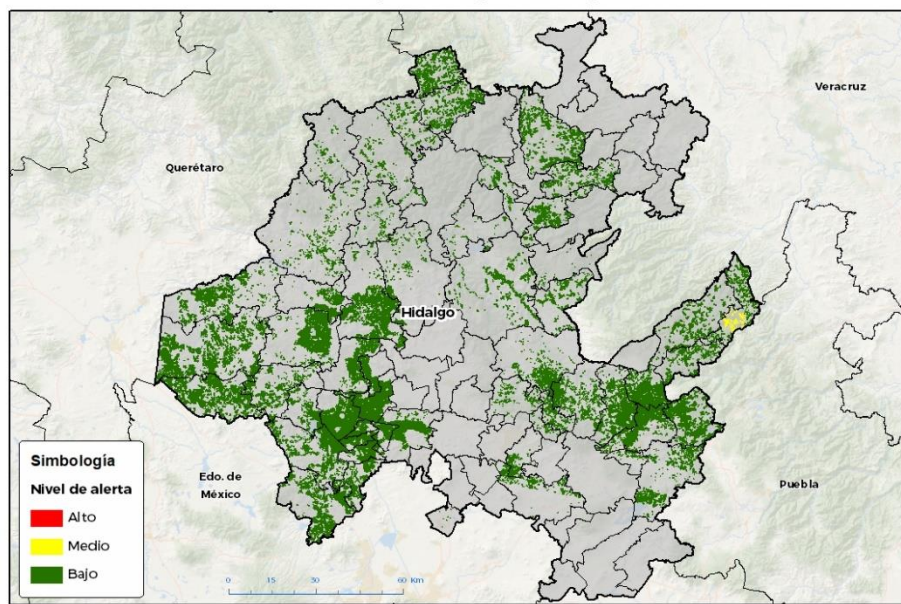 Veracruz
Querétaro
Hidalgo
Edo. de
México
Puebla
Simbología
Nivel de alerta
Alto
Medio
Bajo
0 15 30 60 Km